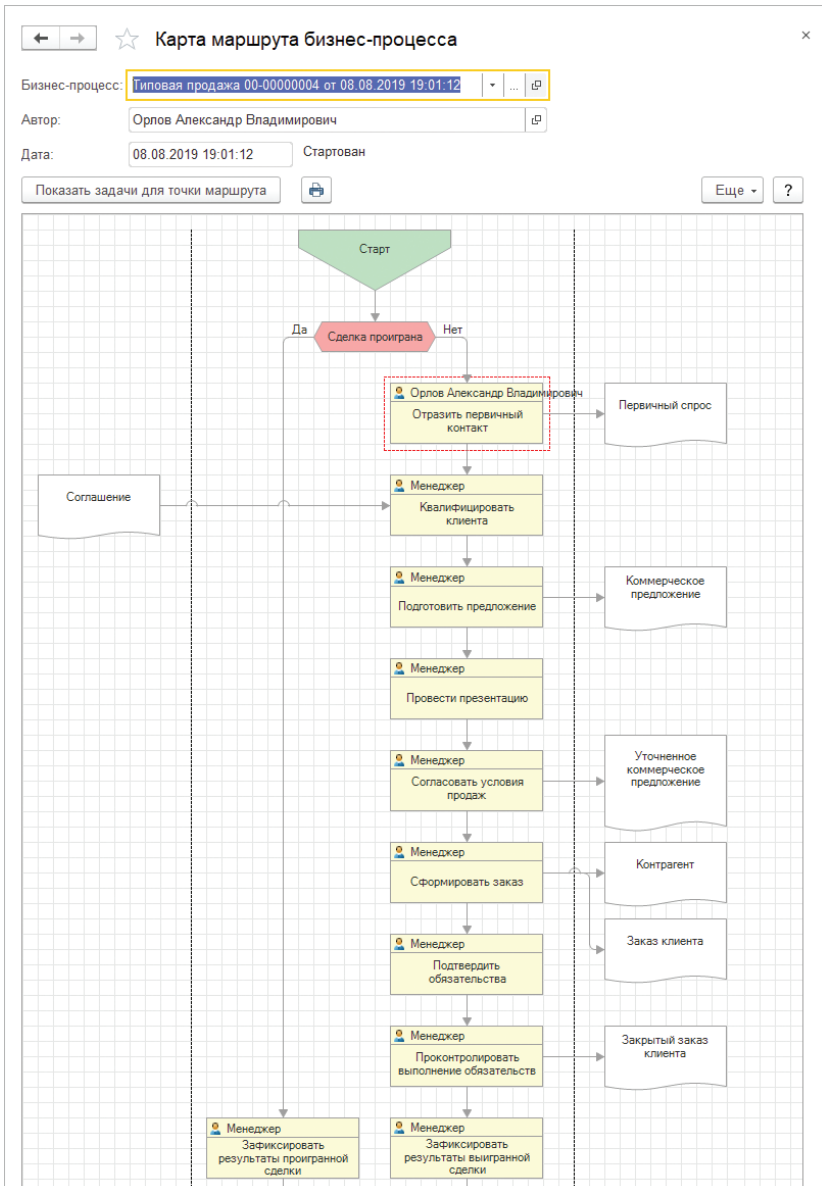 Карта маршрута бизнес-процесса
Бизнес-процесс: Типовая продажа 00-00000004 от 08.08.2019 19:01:12
Автор: Орлов Александр Владимирович
Дата: 08.08.2019 19:01:12 Стартован
Показать задачи для точки маршрута Еще ?
Старт
Да Сделка проиграна Нет
Орлов Александр Владимирович
Отразить первичный
контакт
Первичный спрос
Соглашение
Менеджер
Квалифицировать
клиента
Менеджер
Подготовить предложение
Коммерческое
предложение
Менеджер
Провести презентацию
Менеджер
Согласовать условия
продаж
Уточненное
коммерческое
предложение
Менеджер
Сформировать заказ
Контрагент
Заказ клиента
Менеджер
Подтвердить
обязательства
Менеджер
Проконтролировать
выполнение обязательств
Закрытый заказ
клиента
Менеджер
Зафиксировать
результаты проигранной
сделки
Менеджер
Зафиксировать
результаты выигранной
сделки